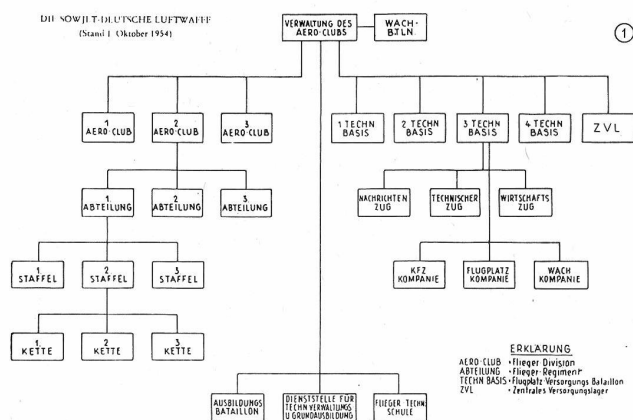 DIE SOWJET-DEUTSCHE LUFTWAFFE
(Stand 1 Oktober 1954)
VERWALTUNG DES
AERO-CLUBS
WACH-
BTLN.
1
1
AERO-CLUB
2
AERO-CLUB
3
AERO-CLUB
1 TECHN
BASIS
2 TECHN
BASIS
3 TECHN
BASIS
4 TECHN
BASIS
ZVL
1.
ABTEILUNG
2
ABTEILUNG
3.
ABTEILUNG
NACHRICHTEN
ZUG
TECHNISCHER
ZUG
WIRTSCHAFTS
ZUG
1.
STAFFEL
2
STAFFEL
3
STAFFEL
KFZ
KOMPANIE
FLUGPLATZ
KOMPANIE
WACH
KOMPANIE
1.
KETTE
2
KETTE
3
KETTE
ERKLÄRUNG
AERO-CLUB = Flieger-Division
ABTEILUNG = Flieger-Regiment
TECHN BASIS = Flugplatz-Versorgungs Bataillon
ZVL = Zentrales Versorgungslager
AUSBILDUNGS
BATAILLON
DIENSTSTELLE FÜR
TECHN VERWALTUNGS
U GRUNDAUSBILDUNG
FLIEGER TECHN.
SCHULE